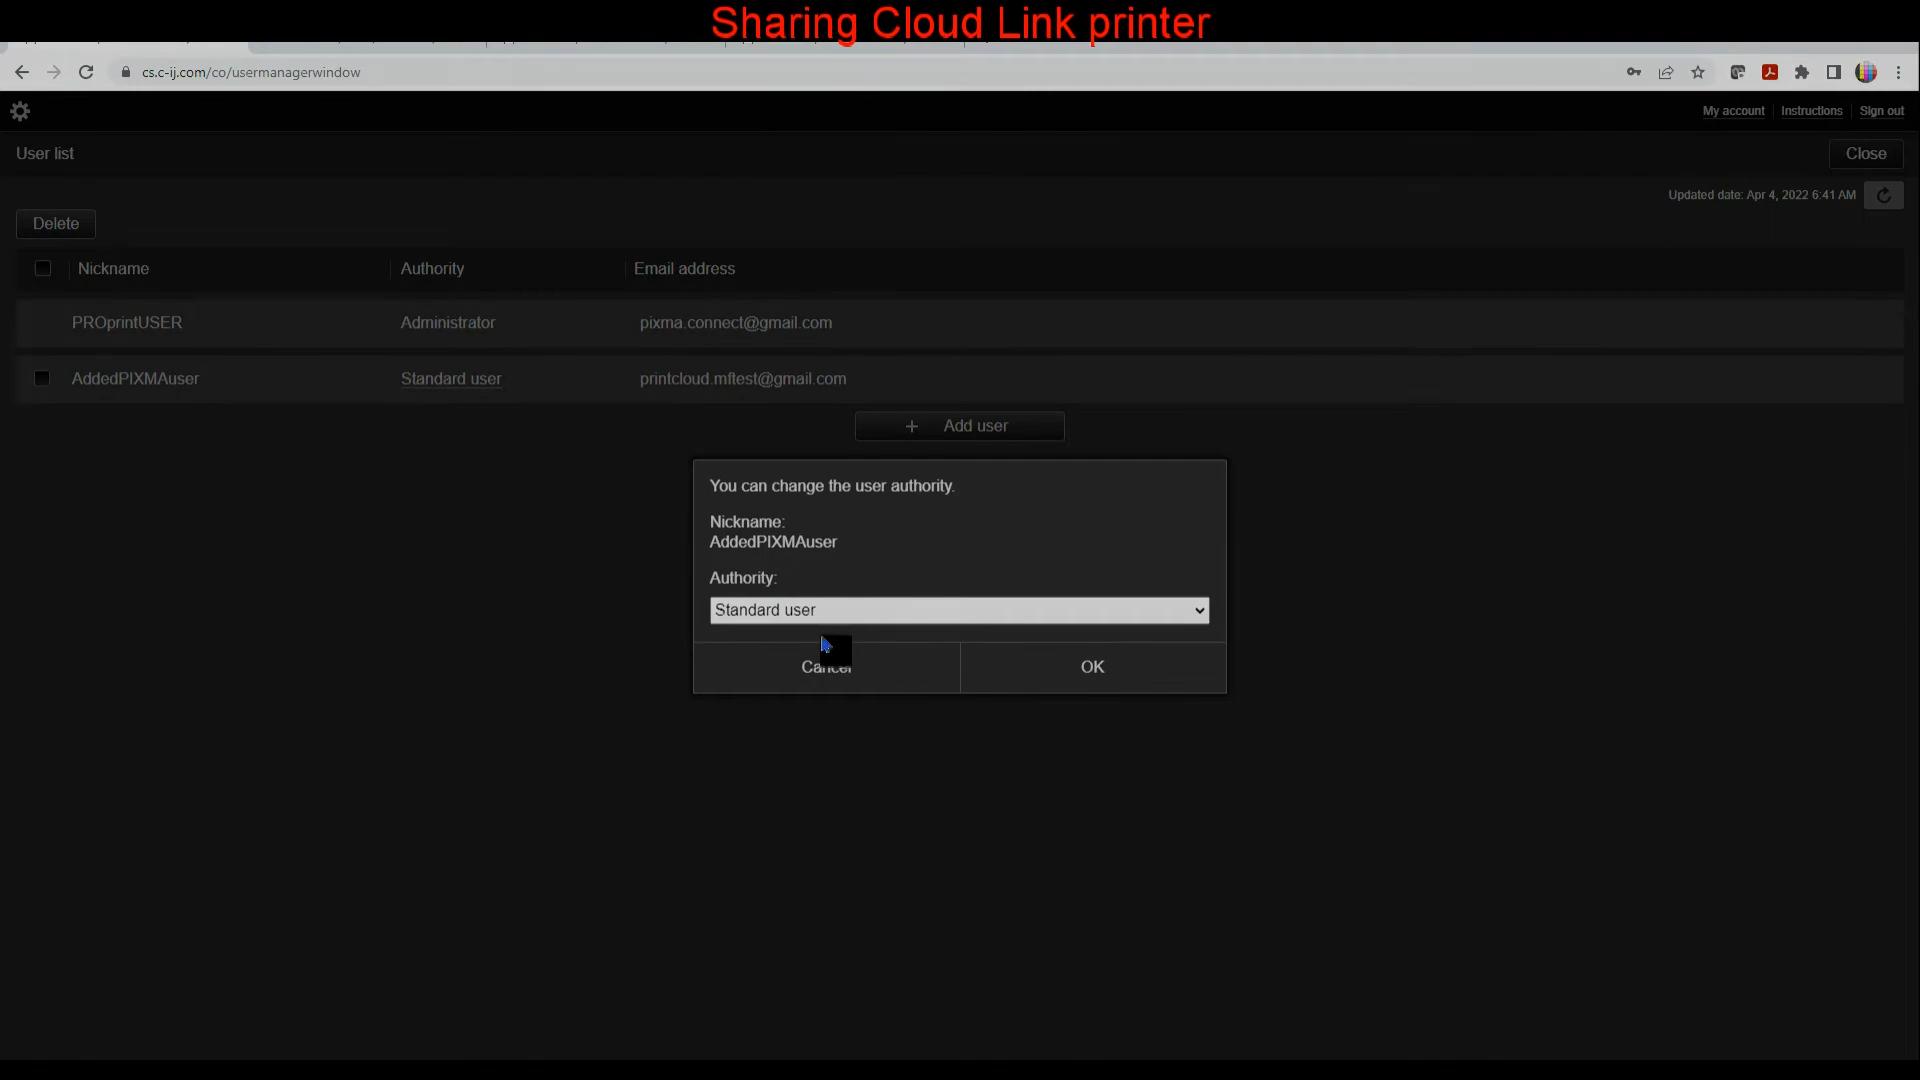 Sharing Cloud Link printer
cs.c-ij.com/co/usermanagerwindow
My account Instructions Sign out
User list Close
Updated date: Apr 4, 2022 6:41 AM
Delete
Nickname Authority Email address
PROprintUSER Administrator pixma.connect@gmail.com
AddedPIXMAuser Standard user printcloud.mftest@gmail.com
+ Add user
You can change the user authority.
Nickname:
AddedPIXMAuser
Authority:
Standard user
Cancel OK